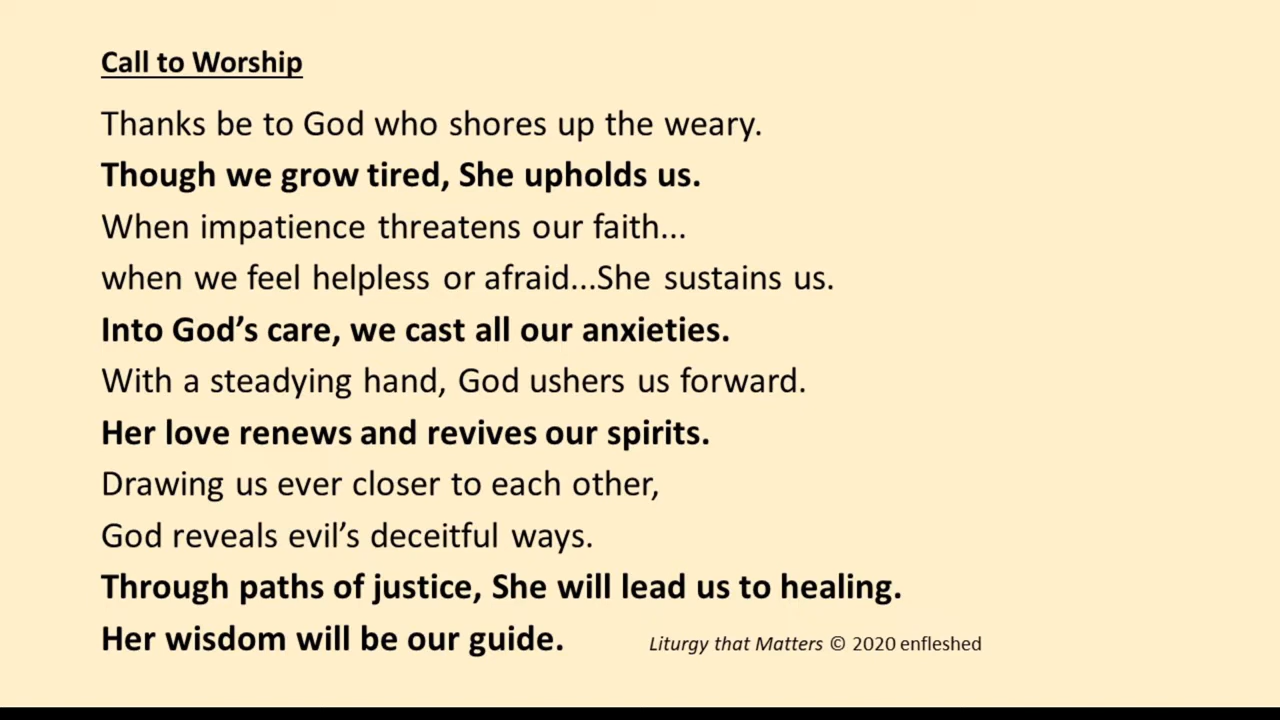 Call to Worship
Thanks be to God who shores up the weary.
Though we grow tired, She upholds us.
When impatience threatens our faith...
when we feel helpless or afraid...She sustains us.
Into God’s care, we cast all our anxieties.
With a steadying hand, God ushers us forward.
Her love renews and revives our spirits.
Drawing us ever closer to each other,
God reveals evil’s deceitful ways.
Through paths of justice, She will lead us to healing.
Her wisdom will be our guide. Liturgy that Matters © 2020 enfleshed